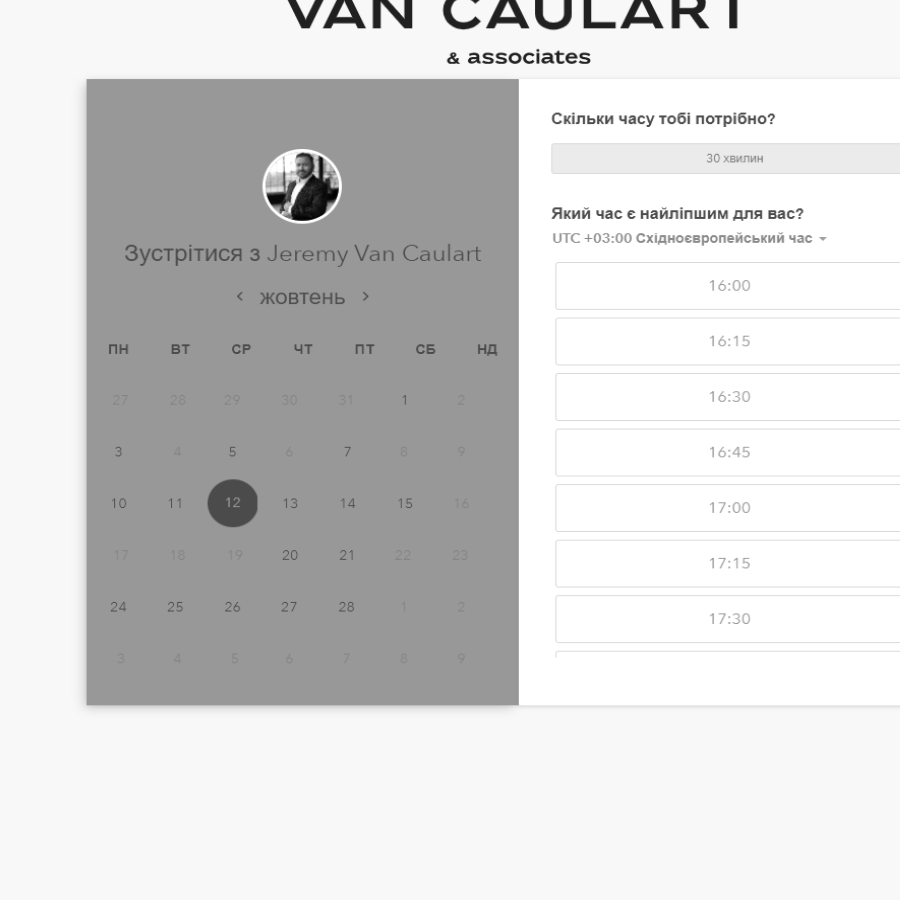 VAN CAULART
& associates
Зустрітися з Jeremy Van Caulart
жовтень
ПН ВТ СР ЧТ ПТ СБ НД
27 28 29 30 31 1 2
3 4 5 6 7 8 9
10 11 12 13 14 15 16
17 18 19 20 21 22 23
24 25 26 27 28 1 2
3 4 5 6 7 8 9
Скільки часу тобі потрібно?
30 хвилин
Який час є найліпшим для вас?
UTC +03:00 Східноєвропейський час
16:00
16:15
16:30
16:45
17:00
17:15
17:30